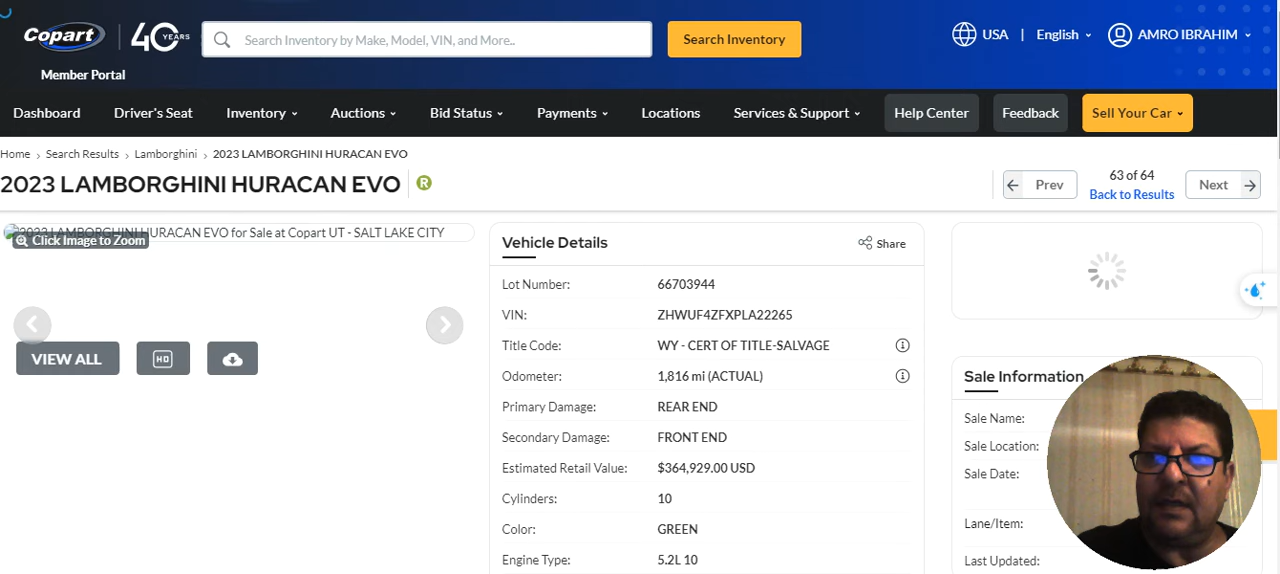 Copart
40 YEARS
Search Inventory by Make, Model, VIN, and More..
Search Inventory
USA | English AMRO IBRAHIM
Member Portal
Dashboard Driver's Seat Inventory Auctions Bid Status Payments Locations Services & Support Help Center Feedback Sell Your Car
Home > Search Results > Lamborghini > 2023 LAMBORGHINI HURACAN EVO
2023 LAMBORGHINI HURACAN EVO R
Prev
63 of 64
Back to Results
Next
2023 LAMBORGHINI HURACAN EVO for Sale at Copart UT - SALT LAKE CITY
Click Image to Zoom
VIEW ALL HD
Vehicle Details Share
Lot Number: 66703944
VIN: ZHWUF4ZFXPLA22265
Title Code: WY - CERT OF TITLE-SALVAGE
Odometer: 1,816 mi (ACTUAL)
Primary Damage: REAR END
Secondary Damage: FRONT END
Estimated Retail Value: $364,929.00 USD
Cylinders: 10
Color: GREEN
Engine Type: 5.2L 10
Sale Information
Sale Name:
Sale Location:
Sale Date:
Lane/Item:
Last Updated: